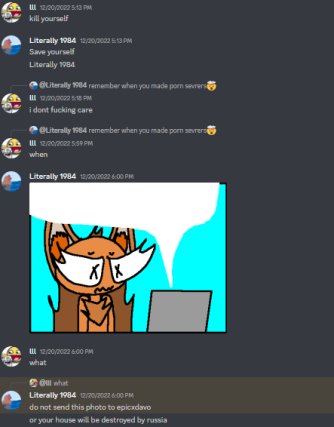 lll 12/20/2022 5:13 PM
kill yourself
Literally 1984 12/20/2022 5:13 PM
Save yourself
Literally 1984
@Literally 1984 remember when you made porn sevrers🤯
lll 12/20/2022 5:18 PM
i dont fucking care
@Literally 1984 remember when you made porn sevrers🤯
lll 12/20/2022 5:59 PM
when
Literally 1984 12/20/2022 6:00 PM
X X
lll 12/20/2022 6:00 PM
what
@lll what
Literally 1984 12/20/2022 6:00 PM
do not send this photo to epicxdavo
or your house will be destroyed by russia